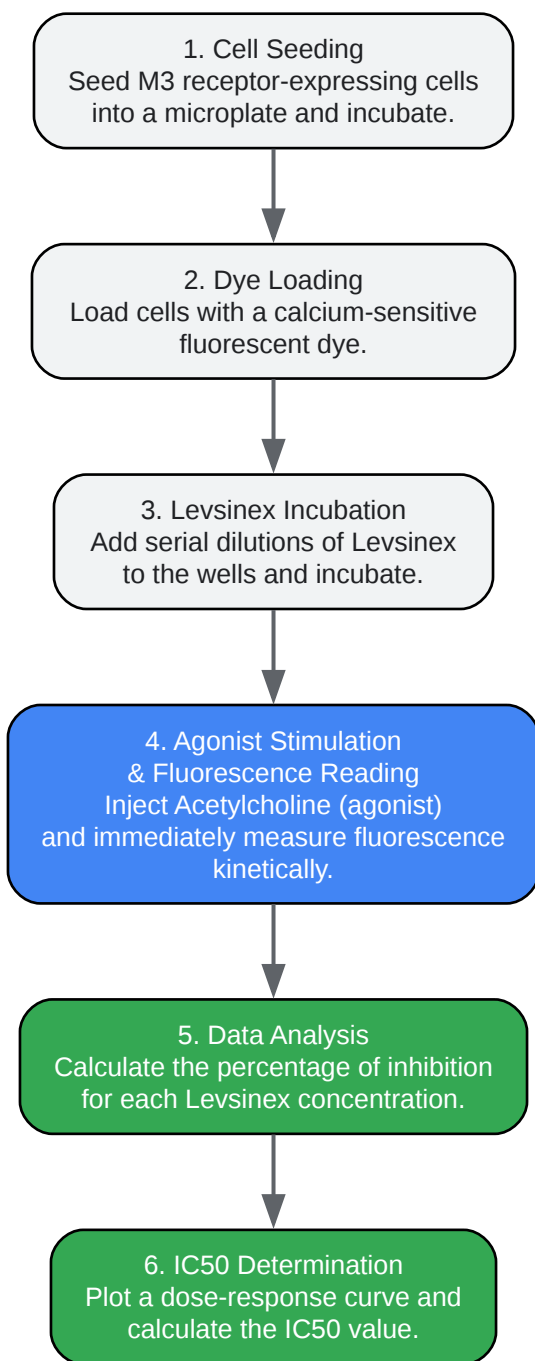 1. Cell Seeding
Seed M3 receptor-expressing cells
into a microplate and incubate.
2. Dye Loading
Load cells with a calcium-sensitive
fluorescent dye.
3. Levsinex Incubation
Add serial dilutions of Levsinex
to the wells and incubate.
4. Agonist Stimulation
& Fluorescence Reading
Inject Acetylcholine (agonist)
and immediately measure fluorescence
kinetically.
5. Data Analysis
Calculate the percentage of inhibition
for each Levsinex concentration.
6. IC50 Determination
Plot a dose-response curve and
calculate the IC50 value.